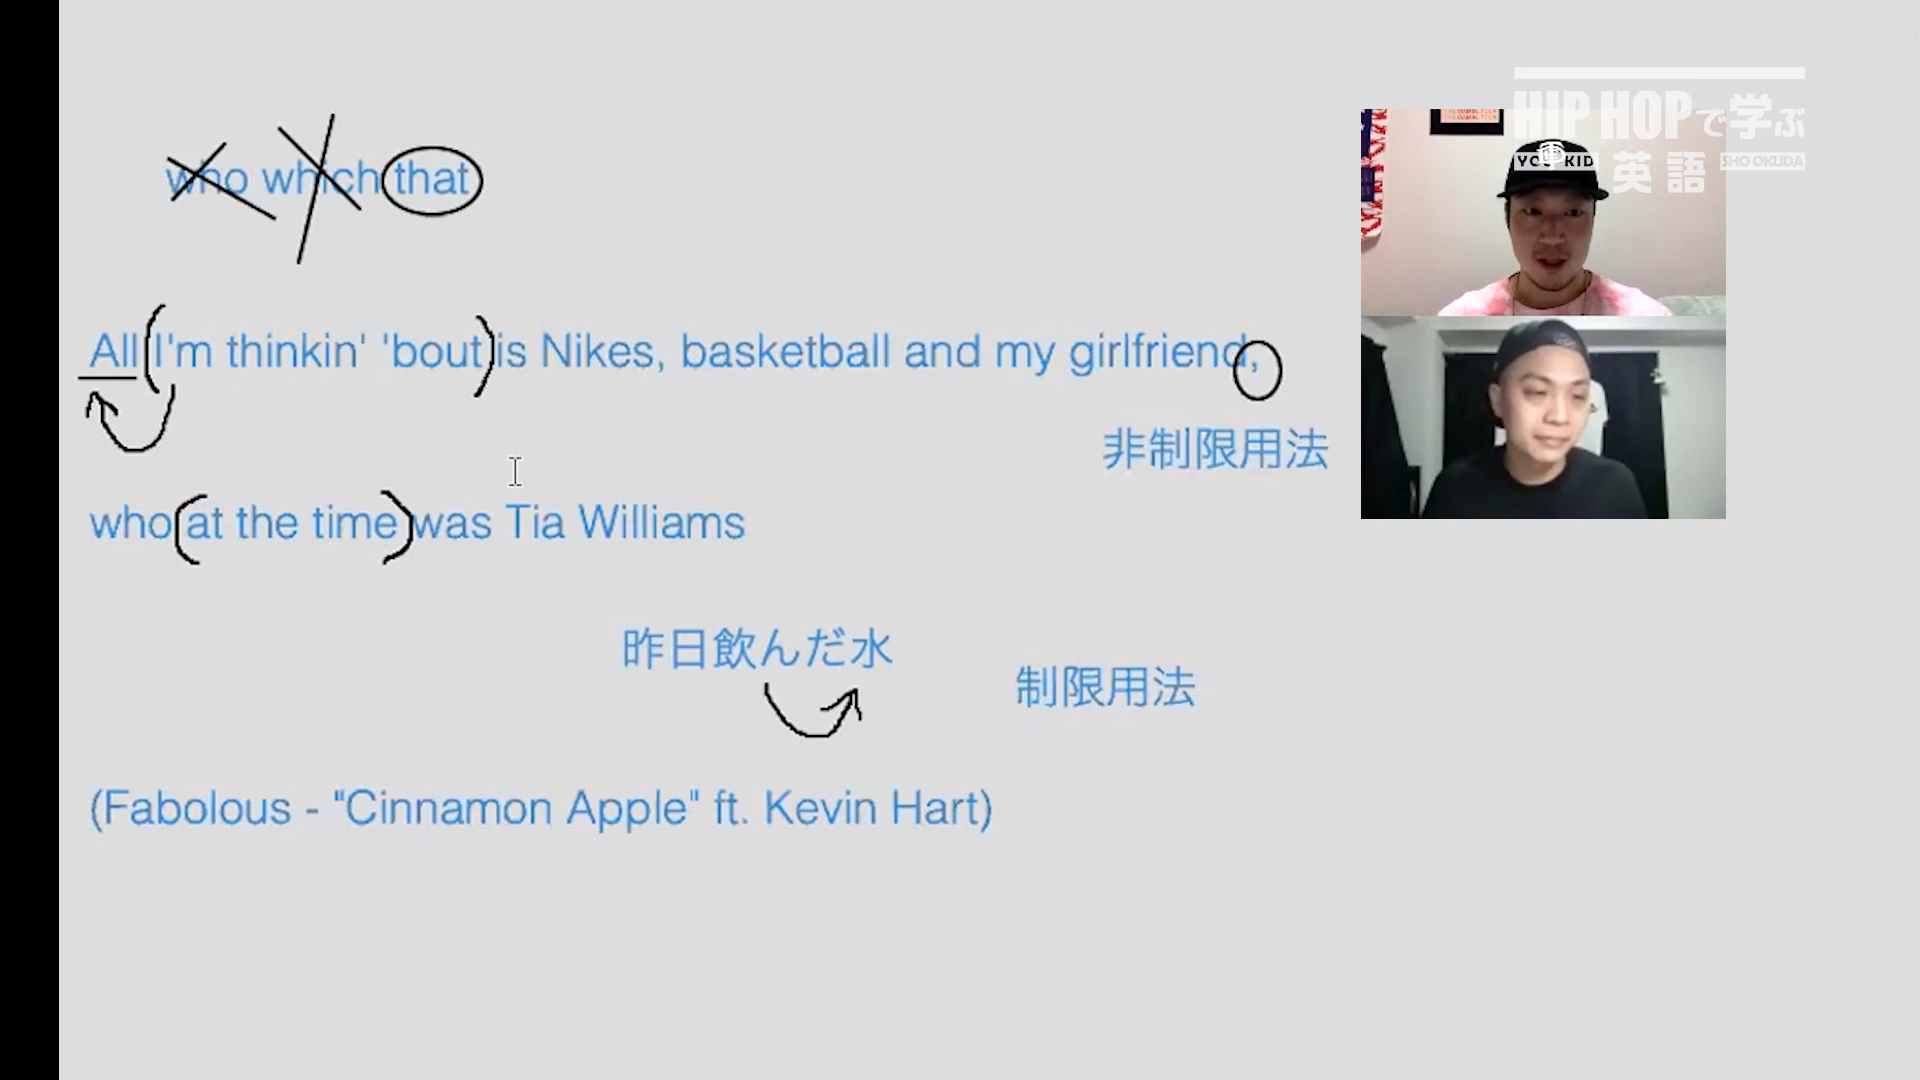 HIP HOPで学ぶ
英語
SHO OKUDA
who which that
All I'm thinkin' 'bout is Nikes, basketball and my girlfriend,
非制限用法
who at the time was Tia Williams
昨日飲んだ水
制限用法
(Fabolous - "Cinnamon Apple" ft. Kevin Hart)